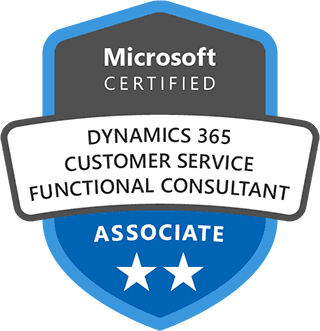 Microsoft
CERTIFIED
DYNAMICS 365
CUSTOMER SERVICE
FUNCTIONAL CONSULTANT
ASSOCIATE